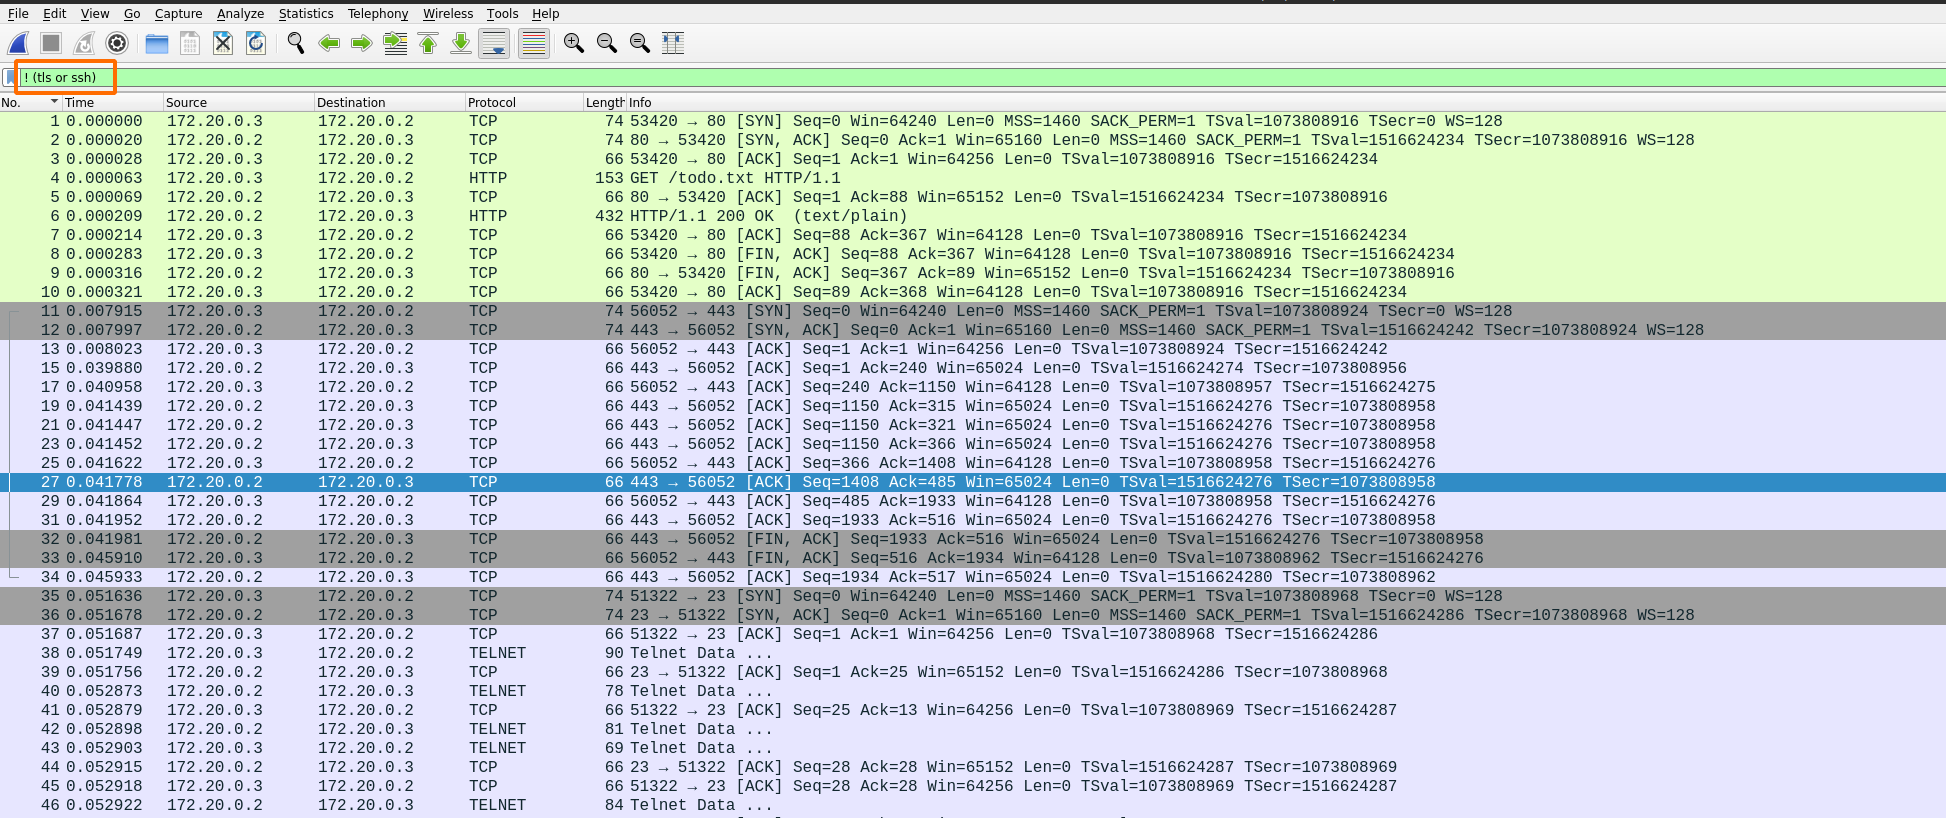 File Edit View Go Capture Analyze Statistics Telephony Wireless Tools Help
! (tls or ssh)
No. Time Source Destination Protocol Length Info
1 0.000000 172.20.0.3 172.20.0.2 TCP 74 53420 → 80 [SYN] Seq=0 Win=64240 Len=0 MSS=1460 SACK_PERM=1 TSval=1073808916 TSecr=0 WS=128
2 0.000020 172.20.0.2 172.20.0.3 TCP 74 80 → 53420 [SYN, ACK] Seq=0 Ack=1 Win=65160 Len=0 MSS=1460 SACK_PERM=1 TSval=1516624234 TSecr=1073808916 WS=128
3 0.000028 172.20.0.3 172.20.0.2 TCP 66 53420 → 80 [ACK] Seq=1 Ack=1 Win=64256 Len=0 TSval=1073808916 TSecr=1516624234
4 0.000063 172.20.0.3 172.20.0.2 HTTP 153 GET /todo.txt HTTP/1.1
5 0.000069 172.20.0.2 172.20.0.3 TCP 66 80 → 53420 [ACK] Seq=1 Ack=88 Win=65152 Len=0 TSval=1516624234 TSecr=1073808916
6 0.000209 172.20.0.2 172.20.0.3 HTTP 432 HTTP/1.1 200 OK (text/plain)
7 0.000214 172.20.0.3 172.20.0.2 TCP 66 53420 → 80 [ACK] Seq=88 Ack=367 Win=64128 Len=0 TSval=1073808916 TSecr=1516624234
8 0.000283 172.20.0.3 172.20.0.2 TCP 66 53420 → 80 [FIN, ACK] Seq=88 Ack=367 Win=64128 Len=0 TSval=1073808916 TSecr=1516624234
9 0.000316 172.20.0.2 172.20.0.3 TCP 66 80 → 53420 [FIN, ACK] Seq=367 Ack=89 Win=65152 Len=0 TSval=1516624234 TSecr=1073808916
10 0.000321 172.20.0.3 172.20.0.2 TCP 66 53420 → 80 [ACK] Seq=89 Ack=368 Win=64128 Len=0 TSval=1073808916 TSecr=1516624234
11 0.007915 172.20.0.3 172.20.0.2 TCP 74 56052 → 443 [SYN] Seq=0 Win=64240 Len=0 MSS=1460 SACK_PERM=1 TSval=1073808924 TSecr=0 WS=128
12 0.007997 172.20.0.2 172.20.0.3 TCP 74 443 → 56052 [SYN, ACK] Seq=0 Ack=1 Win=65160 Len=0 MSS=1460 SACK_PERM=1 TSval=1516624242 TSecr=1073808924 WS=128
13 0.008023 172.20.0.3 172.20.0.2 TCP 66 56052 → 443 [ACK] Seq=1 Ack=1 Win=64256 Len=0 TSval=1073808924 TSecr=1516624242
15 0.039880 172.20.0.2 172.20.0.3 TCP 66 443 → 56052 [ACK] Seq=1 Ack=240 Win=65024 Len=0 TSval=1516624274 TSecr=1073808956
17 0.040958 172.20.0.3 172.20.0.2 TCP 66 56052 → 443 [ACK] Seq=240 Ack=1150 Win=64128 Len=0 TSval=1073808957 TSecr=1516624275
19 0.041439 172.20.0.2 172.20.0.3 TCP 66 443 → 56052 [ACK] Seq=1150 Ack=315 Win=65024 Len=0 TSval=1516624276 TSecr=1073808958
21 0.041447 172.20.0.2 172.20.0.3 TCP 66 443 → 56052 [ACK] Seq=1150 Ack=321 Win=65024 Len=0 TSval=1516624276 TSecr=1073808958
23 0.041452 172.20.0.2 172.20.0.3 TCP 66 443 → 56052 [ACK] Seq=1150 Ack=366 Win=65024 Len=0 TSval=1516624276 TSecr=1073808958
25 0.041622 172.20.0.3 172.20.0.2 TCP 66 56052 → 443 [ACK] Seq=366 Ack=1408 Win=64128 Len=0 TSval=1073808958 TSecr=1516624276
27 0.041778 172.20.0.2 172.20.0.3 TCP 66 443 → 56052 [ACK] Seq=1408 Ack=485 Win=65024 Len=0 TSval=1516624276 TSecr=1073808958
29 0.041864 172.20.0.3 172.20.0.2 TCP 66 56052 → 443 [ACK] Seq=485 Ack=1933 Win=64128 Len=0 TSval=1073808958 TSecr=1516624276
31 0.041952 172.20.0.2 172.20.0.3 TCP 66 443 → 56052 [ACK] Seq=1933 Ack=516 Win=65024 Len=0 TSval=1516624276 TSecr=1073808958
32 0.041981 172.20.0.2 172.20.0.3 TCP 66 443 → 56052 [FIN, ACK] Seq=1933 Ack=516 Win=65024 Len=0 TSval=1516624276 TSecr=1073808958
33 0.045910 172.20.0.3 172.20.0.2 TCP 66 56052 → 443 [FIN, ACK] Seq=516 Ack=1934 Win=64128 Len=0 TSval=1073808962 TSecr=1516624276
34 0.045933 172.20.0.2 172.20.0.3 TCP 66 443 → 56052 [ACK] Seq=1934 Ack=517 Win=65024 Len=0 TSval=1516624280 TSecr=1073808962
35 0.051636 172.20.0.3 172.20.0.2 TCP 74 51322 → 23 [SYN] Seq=0 Win=64240 Len=0 MSS=1460 SACK_PERM=1 TSval=1073808968 TSecr=0 WS=128
36 0.051678 172.20.0.2 172.20.0.3 TCP 74 23 → 51322 [SYN, ACK] Seq=0 Ack=1 Win=65160 Len=0 MSS=1460 SACK_PERM=1 TSval=1516624286 TSecr=1073808968 WS=128
37 0.051687 172.20.0.3 172.20.0.2 TCP 66 51322 → 23 [ACK] Seq=1 Ack=1 Win=64256 Len=0 TSval=1073808968 TSecr=1516624286
38 0.051749 172.20.0.3 172.20.0.2 TELNET 90 Telnet Data ...
39 0.051756 172.20.0.2 172.20.0.3 TCP 66 23 → 51322 [ACK] Seq=1 Ack=25 Win=65152 Len=0 TSval=1516624286 TSecr=1073808968
40 0.052873 172.20.0.2 172.20.0.3 TELNET 78 Telnet Data ...
41 0.052879 172.20.0.3 172.20.0.2 TCP 66 51322 → 23 [ACK] Seq=25 Ack=13 Win=64256 Len=0 TSval=1073808969 TSecr=1516624287
42 0.052898 172.20.0.2 172.20.0.3 TELNET 81 Telnet Data ...
43 0.052903 172.20.0.3 172.20.0.2 TELNET 69 Telnet Data ...
44 0.052915 172.20.0.2 172.20.0.3 TCP 66 23 → 51322 [ACK] Seq=28 Ack=28 Win=65152 Len=0 TSval=1516624287 TSecr=1073808969
45 0.052918 172.20.0.3 172.20.0.2 TCP 66 51322 → 23 [ACK] Seq=28 Ack=28 Win=64256 Len=0 TSval=1073808969 TSecr=1516624287
46 0.052922 172.20.0.2 172.20.0.3 TELNET 84 Telnet Data ...